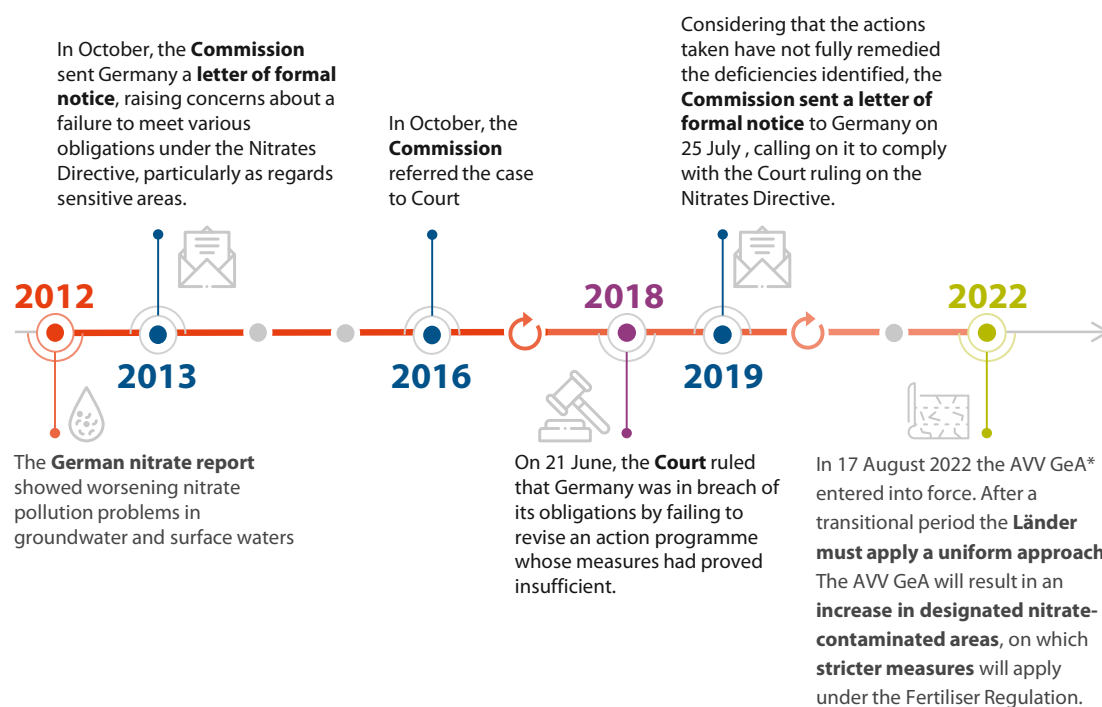 In October, the Commission
sent Germany a letter of formal
notice, raising concerns about a
failure to meet various
obligations under the Nitrates
Directive, particularly as regards
sensitive areas.
In October, the
Commission
referred the case
to Court
Considering that the actions
taken have not fully remedied
the deficiencies identified, the
Commission sent a letter of
formal notice to Germany on
25 July , calling on it to comply
with the Court ruling on the
Nitrates Directive.
2012
2013
2016
2018
2019
2022
The German nitrate report
showed worsening nitrate
pollution problems in
groundwater and surface waters
On 21 June, the Court ruled
that Germany was in breach of
its obligations by failing to
revise an action programme
whose measures had proved
insufficient.
In 17 August 2022 the AVV GeA*
entered into force. After a
transitional period the Länder
must apply a uniform approach
The AVV GeA will result in an
increase in designated nitrate-
contaminated areas, on which
stricter measures will apply
under the Fertiliser Regulation.